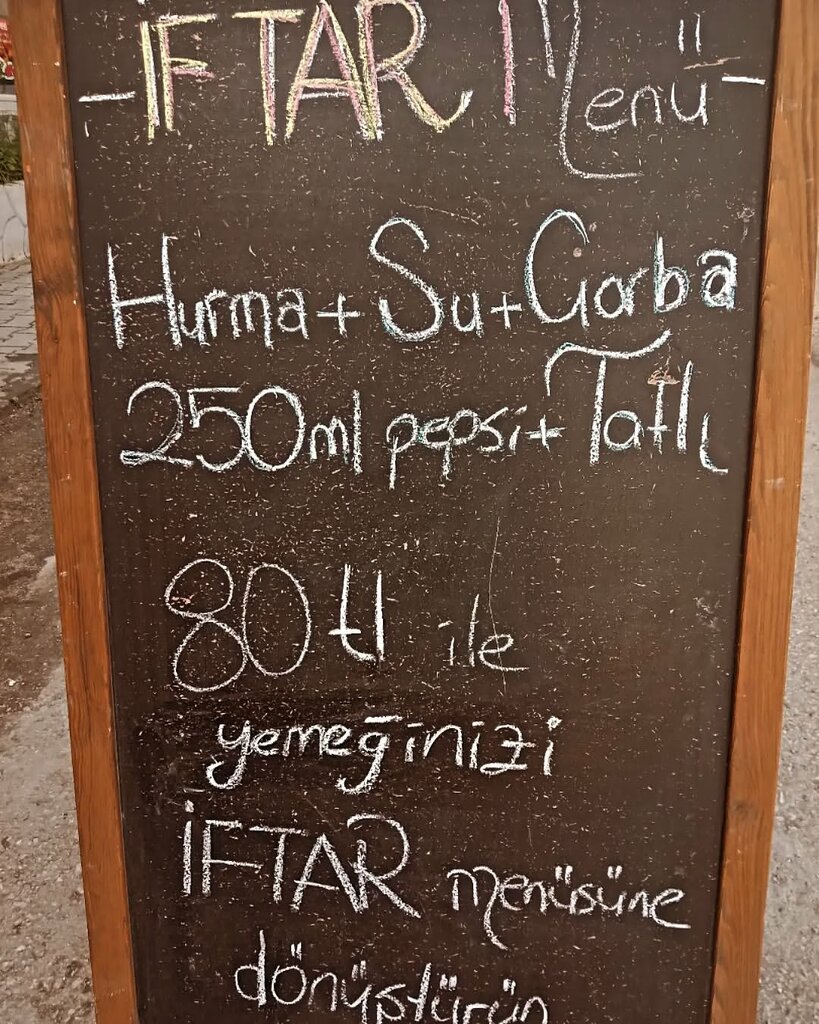 -İFTAR Menü-
Hurma+Su+Çorba
250ml pepsi+Tatlı
80 tl ile
yemeğinizi
İFTAR menüsüne
dönüştürün